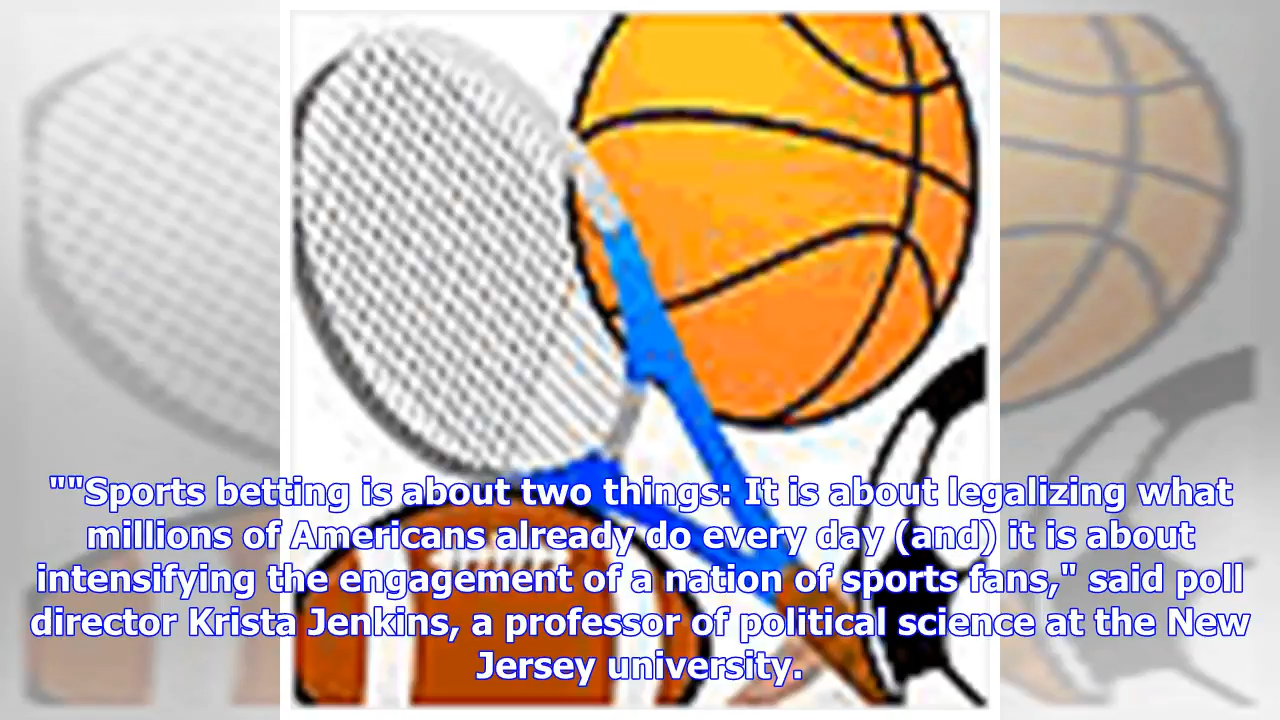 ""Sports betting is about two things: It is about legalizing what
millions of Americans already do every day (and) it is about
intensifying the engagement of a nation of sports fans," said poll
director Krista Jenkins, a professor of political science at the New
Jersey university.